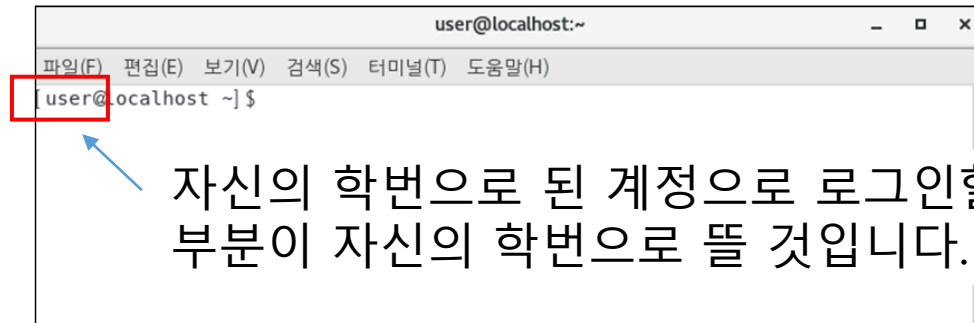 user@localhost:~
파일(F) 편집(E) 보기(V) 검색(S) 터미널(T) 도움말(H)
[user@localhost ~]$
자신의 학번으로 된 계정으로 로그인할
부분이 자신의 학번으로 뜰 것입니다.